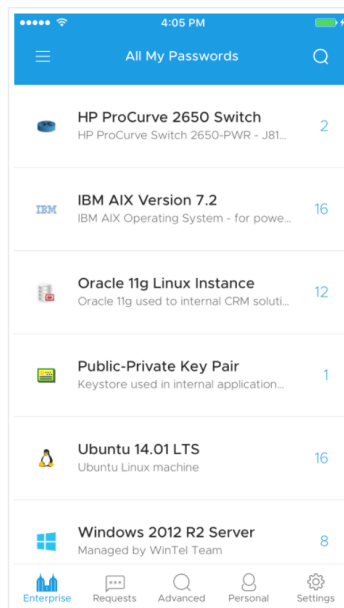 4:05 PM
All My Passwords
HP ProCurve 2650 Switch
HP ProCurve Switch 2650-PWR - J81...
2
IBM
IBM AIX Version 7.2
IBM AIX Operating System - for powe...
16
Oracle 11g Linux Instance
Oracle 11g used to internal CRM soluti...
12
Public-Private Key Pair
Keystore used in internal application...
1
Ubuntu 14.01 LTS
Ubuntu Linux machine
16
Windows 2012 R2 Server
Managed by WinTel Team
8
Enterprise Requests Advanced Personal Settings